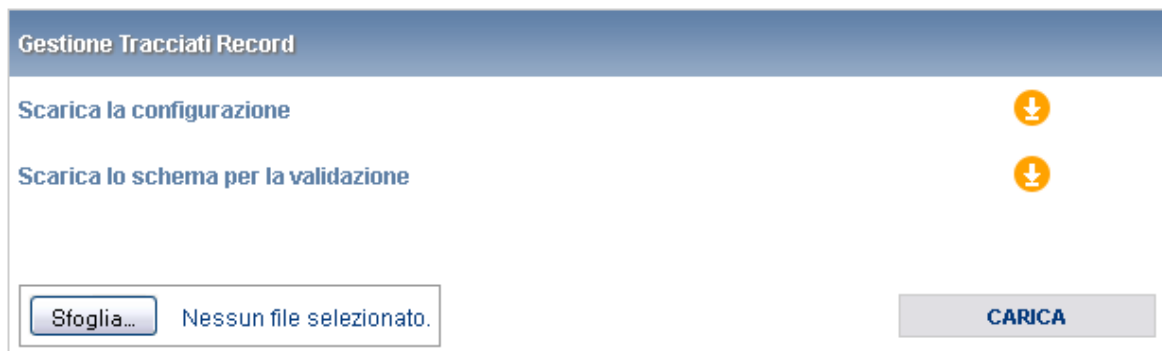 Gestione Tracciati Record
Scarica la configurazione
Scarica lo schema per la validazione
Sfoglia... Nessun file selezionato.
CARICA